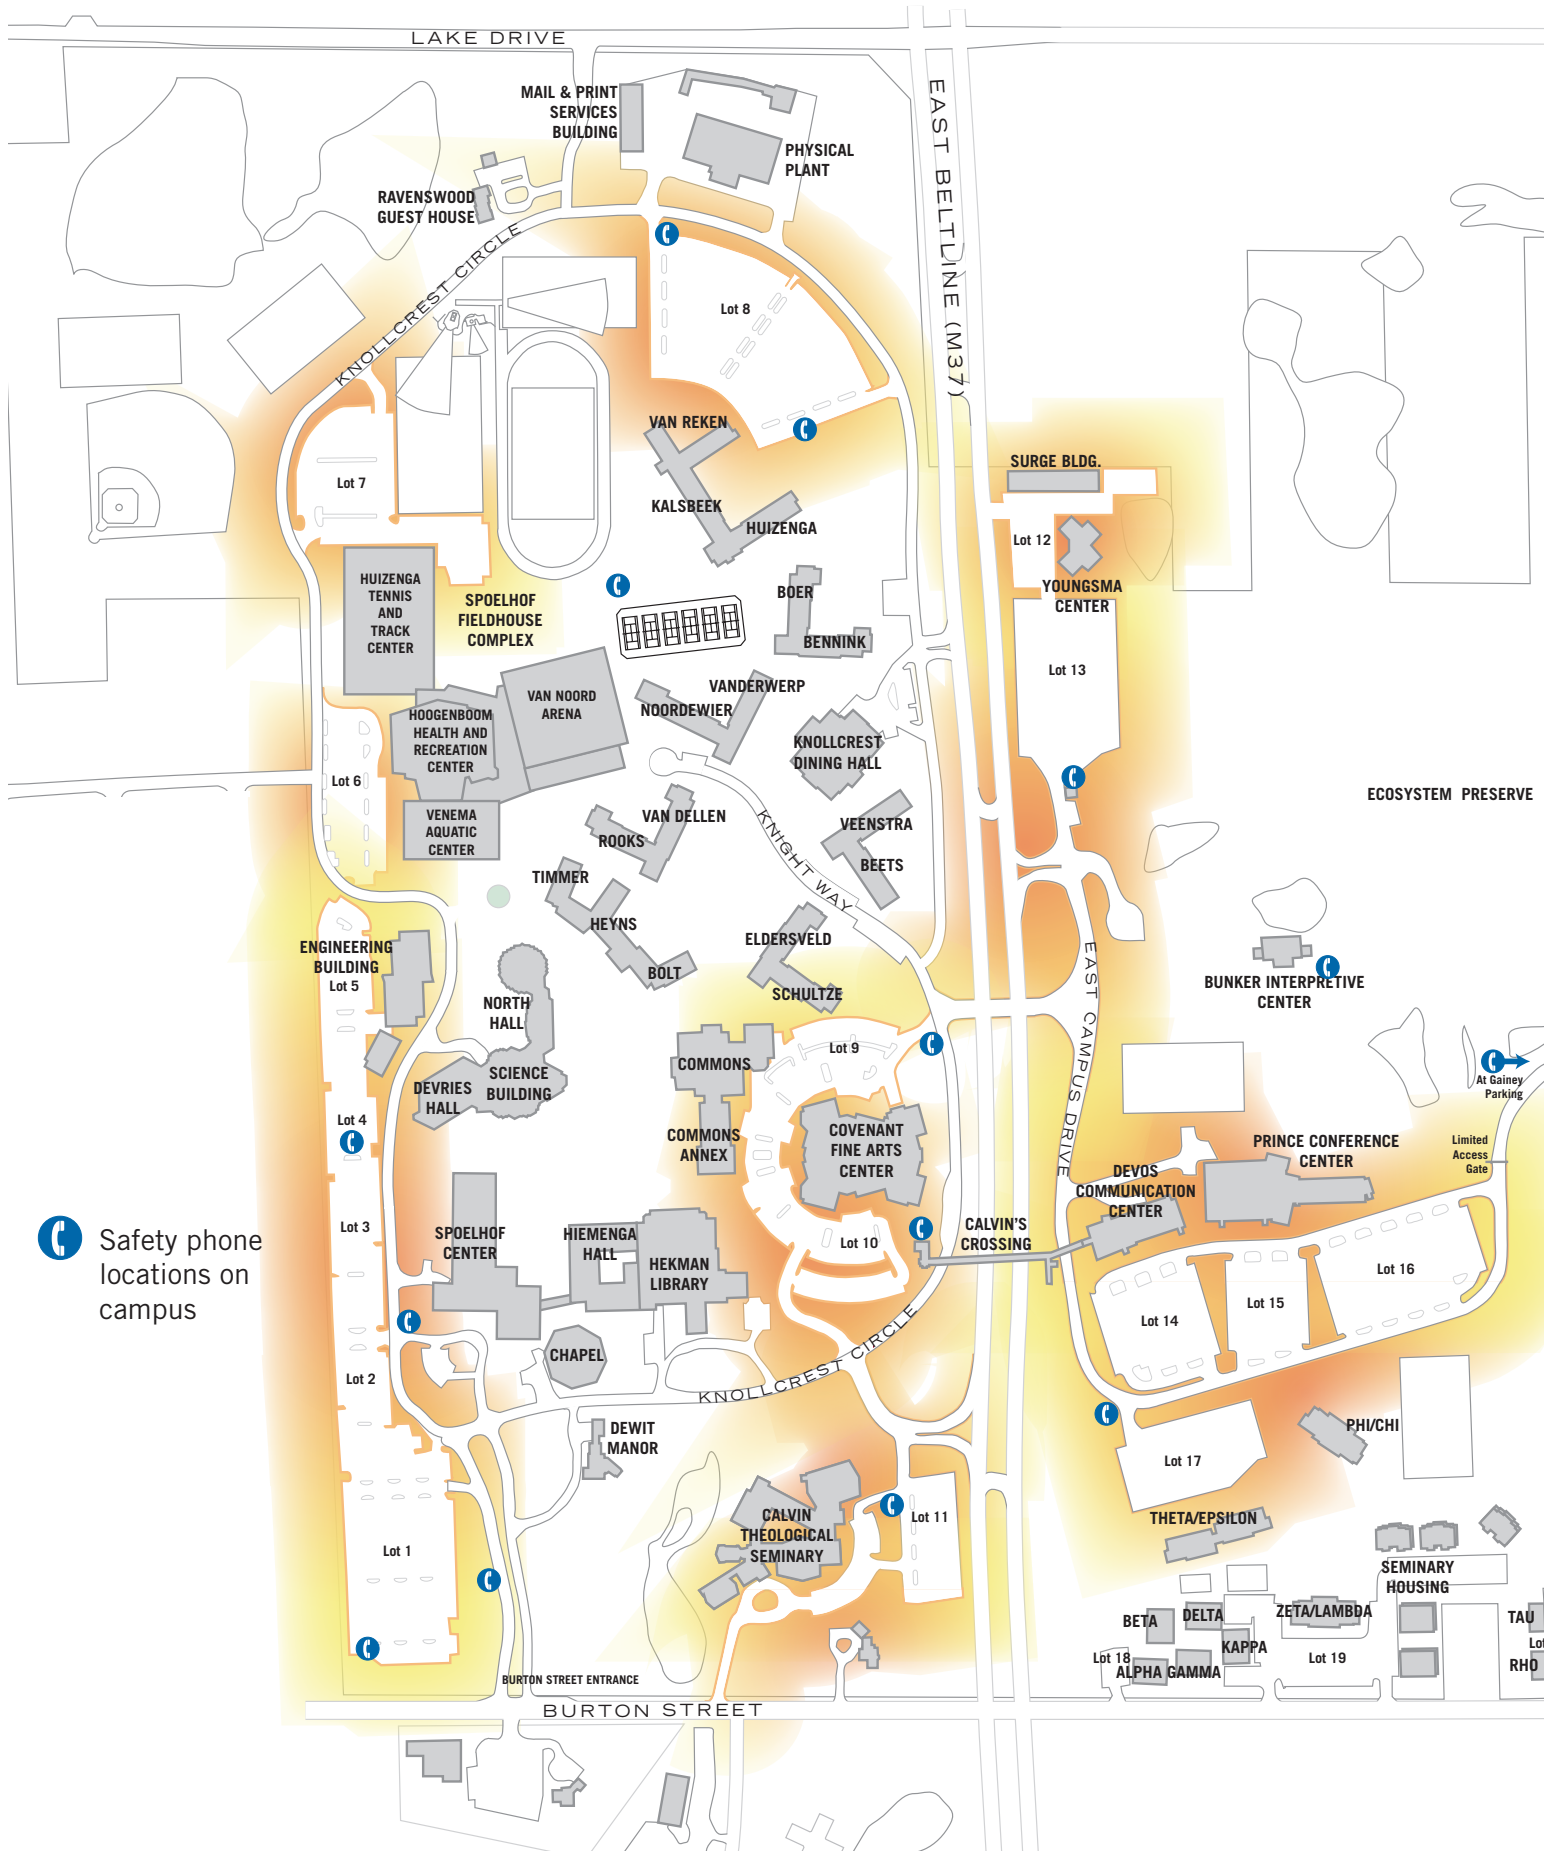 LAKE DRIVE
MAIL & PRINT
SERVICES
BUILDING
PHYSICAL
PLANT
EAST BELTLINE (M37)
RAVENSWOOD
GUEST HOUSE
KNOLLCREST CIRCLE
Lot 8
VAN REKEN
Lot 7
KALSBEEK
HUIZENGA
SURGE BLDG.
Lot 12
YOUNGSMA
CENTER
HUIZENGA
TENNIS
AND
TRACK
CENTER
SPOELHOF
FIELDHOUSE
COMPLEX
BOER
BENNINK
Lot 13
VAN NOORD
ARENA
VANDERWERP
NOORDEWIER
HOOGENBOOM
HEALTH AND
RECREATION
CENTER
KNOLLCREST
DINING HALL
Lot 6
ECOSYSTEM PRESERVE
VENEMA
AQUATIC
CENTER
VAN DELLEN
ROOKS
KNIGHT WAY
VEENSTRA
BEETS
TIMMER
HEYNS
BOLT
ELDERSVELD
SCHULTZE
ENGINEERING
BUILDING
Lot 5
NORTH
HALL
EAST CAMPUS DRIVE
BUNKER INTERPRETIVE
CENTER
COMMONS
Lot 9
SCIENCE
BUILDING
DEVRIES
HALL
At Gainey
Parking
Lot 4
COMMONS
ANNEX
COVENANT
FINE ARTS
CENTER
PRINCE CONFERENCE
CENTER
Limited
Access
Gate
DEVOS
COMMUNICATION
CENTER
Lot 3
SPOELHOF
CENTER
HIEMENGA
HALL
HEKMAN
LIBRARY
Lot 10
CALVIN'S
CROSSING
Safety phone
locations on
campus
Lot 16
Lot 15
Lot 14
CHAPEL
KNOLLCREST CIRCLE
Lot 2
DEWIT
MANOR
PHI/CHI
Lot 17
Lot 11
CALVIN
THEOLOGICAL
SEMINARY
THETA/EPSILON
Lot 1
SEMINARY
HOUSING
BETA
DELTA
ZETA/LAMBDA
TAU
KAPPA
Lot 18
Lot 19
Lot
ALPHA
GAMMA
RHO
BURTON STREET ENTRANCE
BURTON STREET